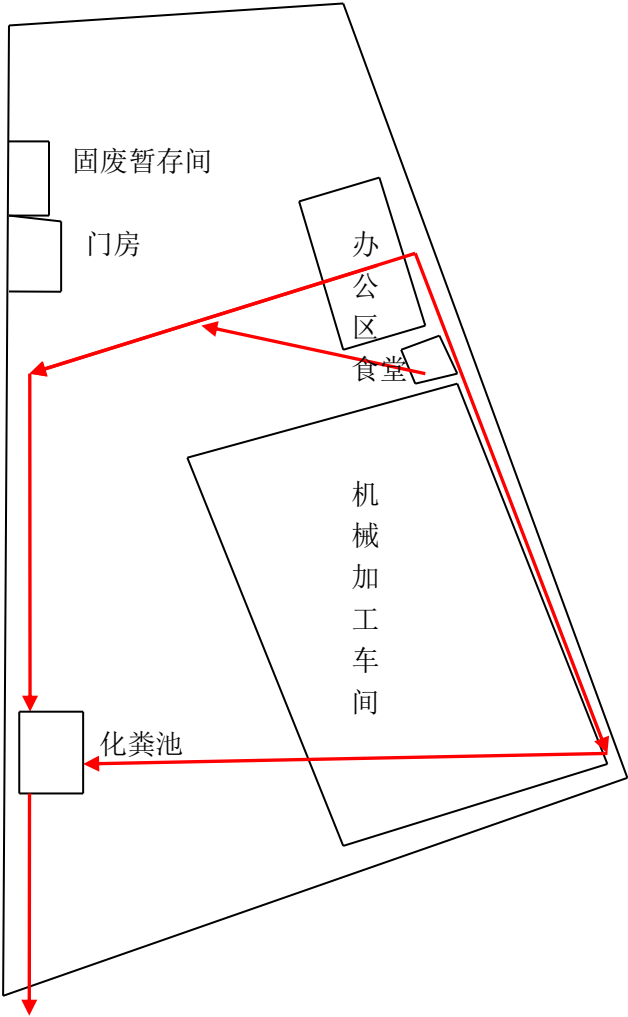 固废暂存间
门房
办公区
食堂
机械加工车间
化粪池